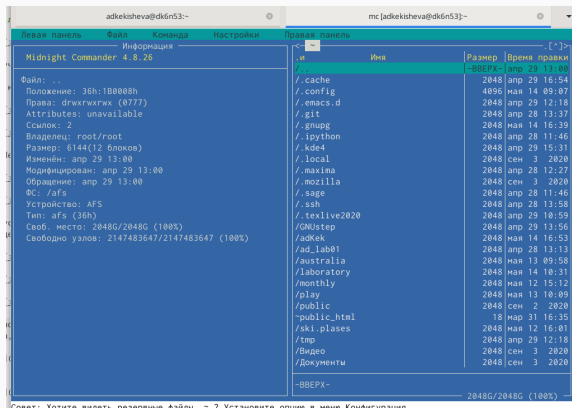 adkekisheva@dk6n53:~
mc [adkekisheva@dk6n53]:~
Левая панель Файл Команда Настройки Правая панель
Информация
Midnight Commander 4.8.26
Файл: ..
Положение: 36h:1B0008h
Права: drwxrwxrwx (0777)
Attributes: unavailable
Ссылок: 2
Владелец: root/root
Размер: 6144(12 блоков)
Изменён: апр 29 13:00
Модифицирован: апр 29 13:00
Обращение: апр 29 13:00
ФС: /afs
Устройство: AFS
Тип: afs (36h)
Своб. место: 2048G/2048G (100%)
Свободно узлов: 2147483647/2147483647 (100%)
<- ~ .[^]>
.и Имя Размер Время правки
/.. -ВВЕРХ- апр 29 13:00
/.cache 2048 апр 29 16:54
/.config 4096 мая 14 09:07
/.emacs.d 2048 апр 29 12:18
/.git 2048 апр 28 13:37
/.gnupg 2048 мая 14 16:39
/.ipython 2048 апр 28 11:46
/.kde4 2048 апр 29 15:31
/.local 2048 сен 3 2020
/.maxima 2048 апр 28 12:27
/.mozilla 2048 сен 3 2020
/.sage 2048 апр 28 11:46
/.ssh 2048 апр 28 13:58
/.texlive2020 2048 апр 29 10:59
/GNUstep 2048 апр 29 13:56
/adKek 2048 мая 14 16:53
/ad_lab01 2048 апр 28 13:13
/australia 2048 мая 13 09:58
/laboratory 2048 мая 14 10:31
/monthly 2048 мая 12 15:12
/play 2048 мая 13 10:09
/public 2048 сен 2 2020
~public_html 18 мар 31 16:35
/ski.plases 2048 мая 12 16:01
/tmp 2048 апр 29 12:18
/Видео 2048 сен 3 2020
/Документы 2048 сен 3 2020
-ВВЕРХ-
2048G/2048G (100%)
Совет: Хотите видеть резервные файлы .~ ? Установите опцию в меню Конфигурация